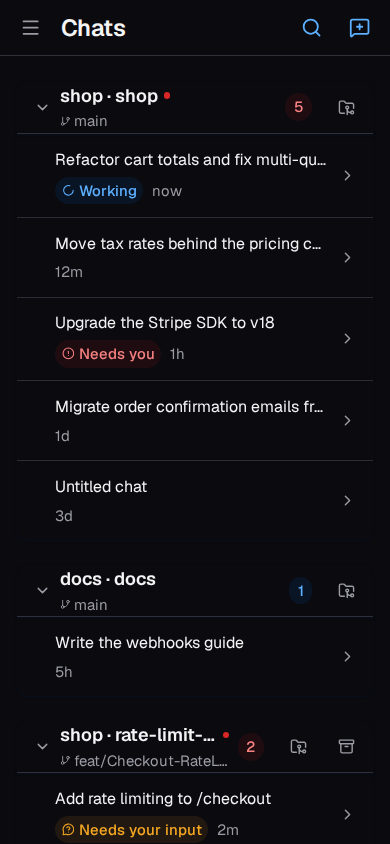 Chats
shop · shop
5
main
Refactor cart totals and fix multi-qu...
Working now
Move tax rates behind the pricing c...
12m
Upgrade the Stripe SDK to v18
Needs you 1h
Migrate order confirmation emails fr...
1d
Untitled chat
3d
docs · docs
1
main
Write the webhooks guide
5h
shop · rate-limit-...
2
feat/Checkout-RateL...
Add rate limiting to /checkout
Needs your input 2m